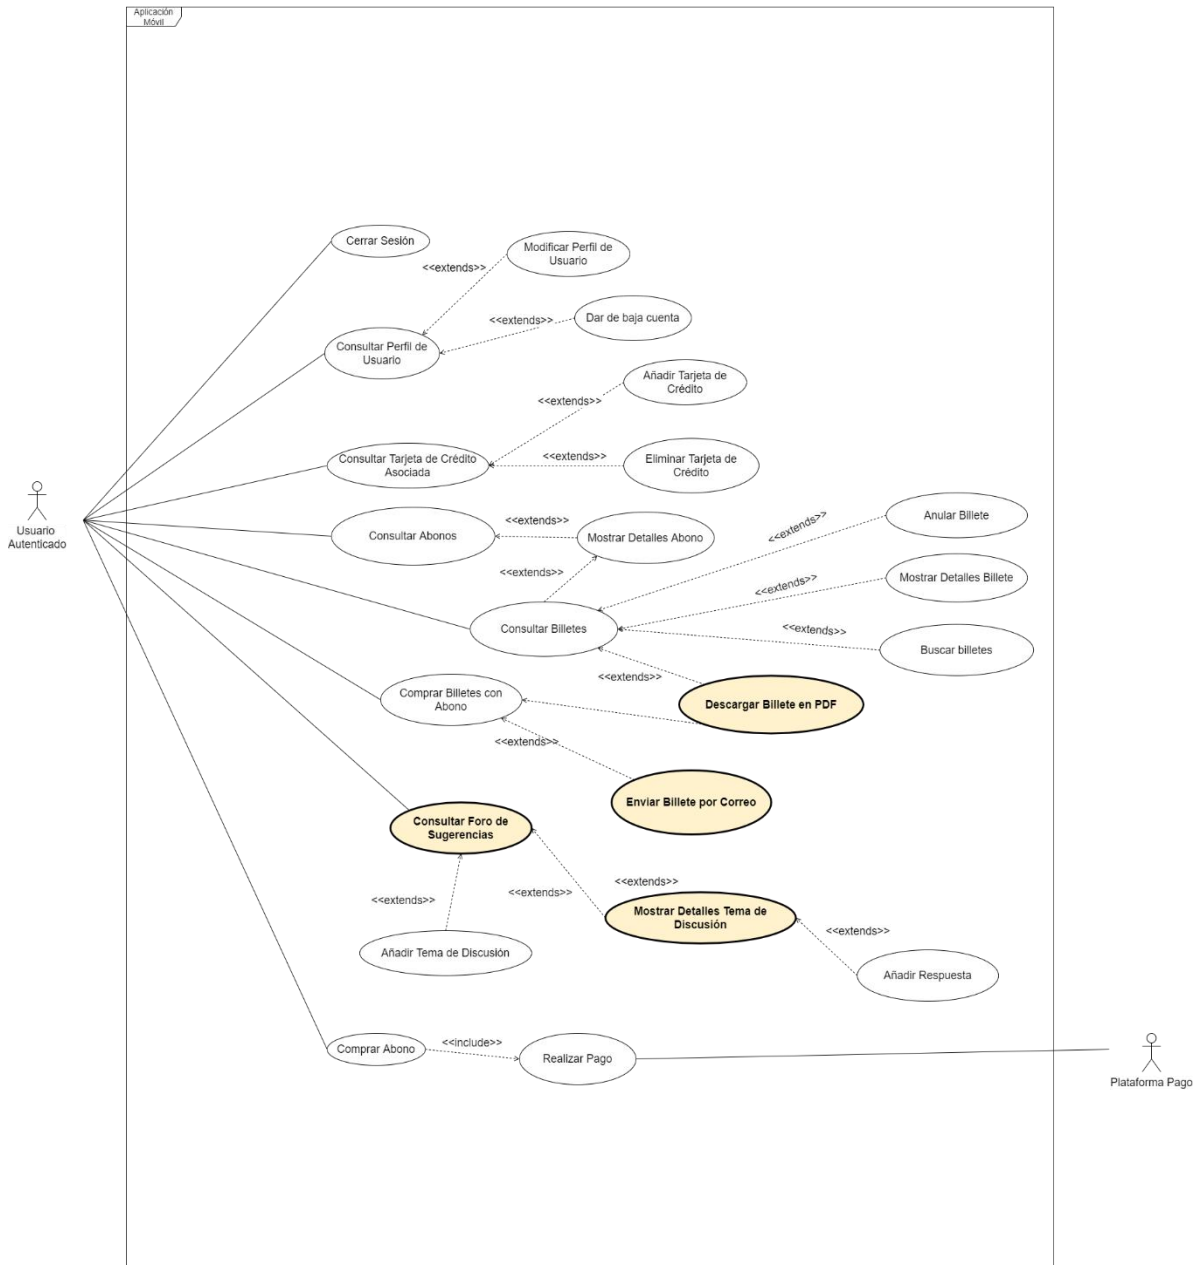 Aplicación
Móvil
Cerrar Sesión
Modificar Perfil de
Usuario
<<extends>>
<<extends>>
Dar de baja cuenta
Consultar Perfil de
Usuario
Añadir Tarjeta de
Crédito
<<extends>>
Consultar Tarjeta de Crédito
Asociada
<<extends>>
Eliminar Tarjeta de
Crédito
Usuario
Autenticado
Consultar Abonos
<<extends>>
Mostrar Detalles Abono
<<extends>>
Anular Billete
<<extends>>
<<extends>>
Mostrar Detalles Billete
Consultar Billetes
<<extends>>
Buscar billetes
<<extends>>
Comprar Billetes con
Abono
Descargar Billete en PDF
<<extends>>
Enviar Billete por Correo
Consultar Foro de
Sugerencias
<<extends>>
<<extends>>
<<extends>>
Mostrar Detalles Tema de
Discusión
<<extends>>
Añadir Tema de Discusión
Añadir Respuesta
Comprar Abono
<<include>>
Realizar Pago
Plataforma Pago